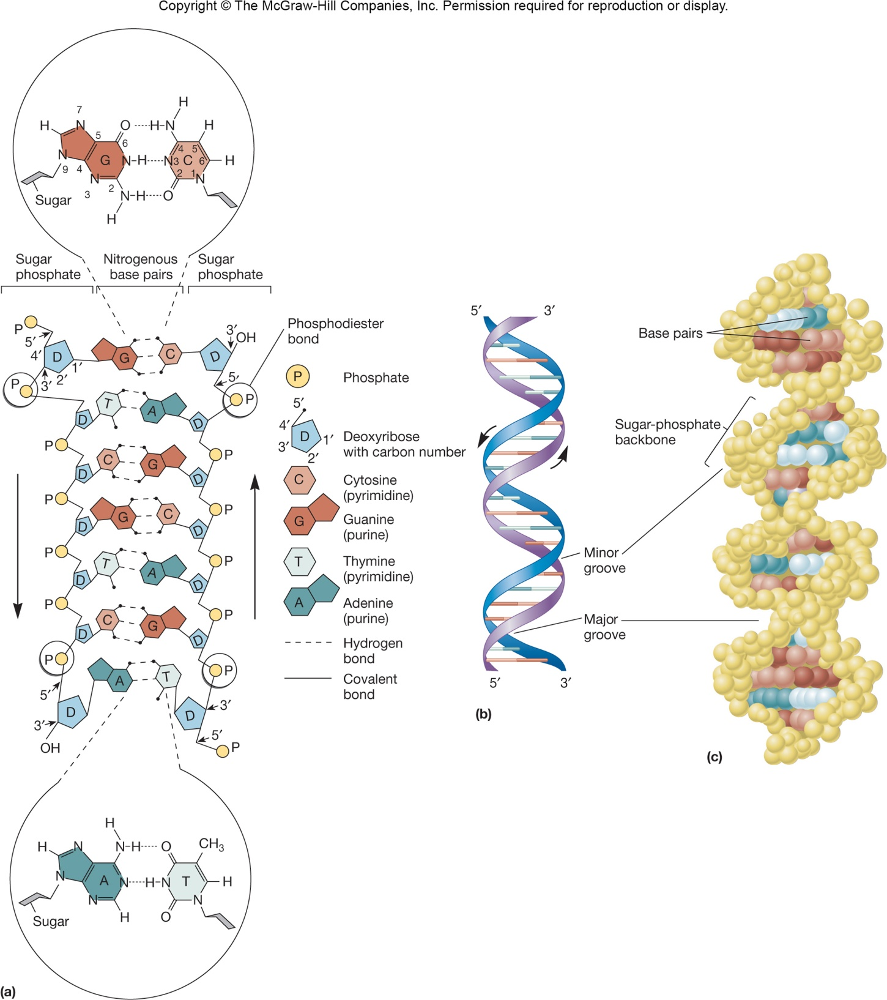 Copyright © The McGraw-Hill Companies, Inc. Permission required for reproduction or display.
H
7
H N O H N H
5 6 4 5
G N H N 3 C 6 H
N 9 4 2 1
N 2 N
3 N H O
Sugar
H
Sugar
phosphate
Nitrogenous
base pairs
Sugar
phosphate
P
5′
4′ D 1′
3′ 2′
P
G C
D
3′
OH
5′
P
Phosphodiester
bond
D T A D
P P
D C G D
P P
D G C D
P P
D T A D
P P
D C G D
P P
5′
A T
D D
3′
OH
3′
5′
P
P
Phosphate
5′
4′
D
1′
3′
2′
Deoxyribose
with carbon number
C
Cytosine
(pyrimidine)
G
Guanine
(purine)
T
Thymine
(pyrimidine)
A
Adenine
(purine)
Hydrogen
bond
Covalent
bond
H
H N N H O CH₃
N A N H N T H
N N
Sugar H O
(a)
5′ 3′
5′ 3′
(b)
Base pairs
Sugar-phosphate
backbone
Minor
groove
Major
groove
(c)